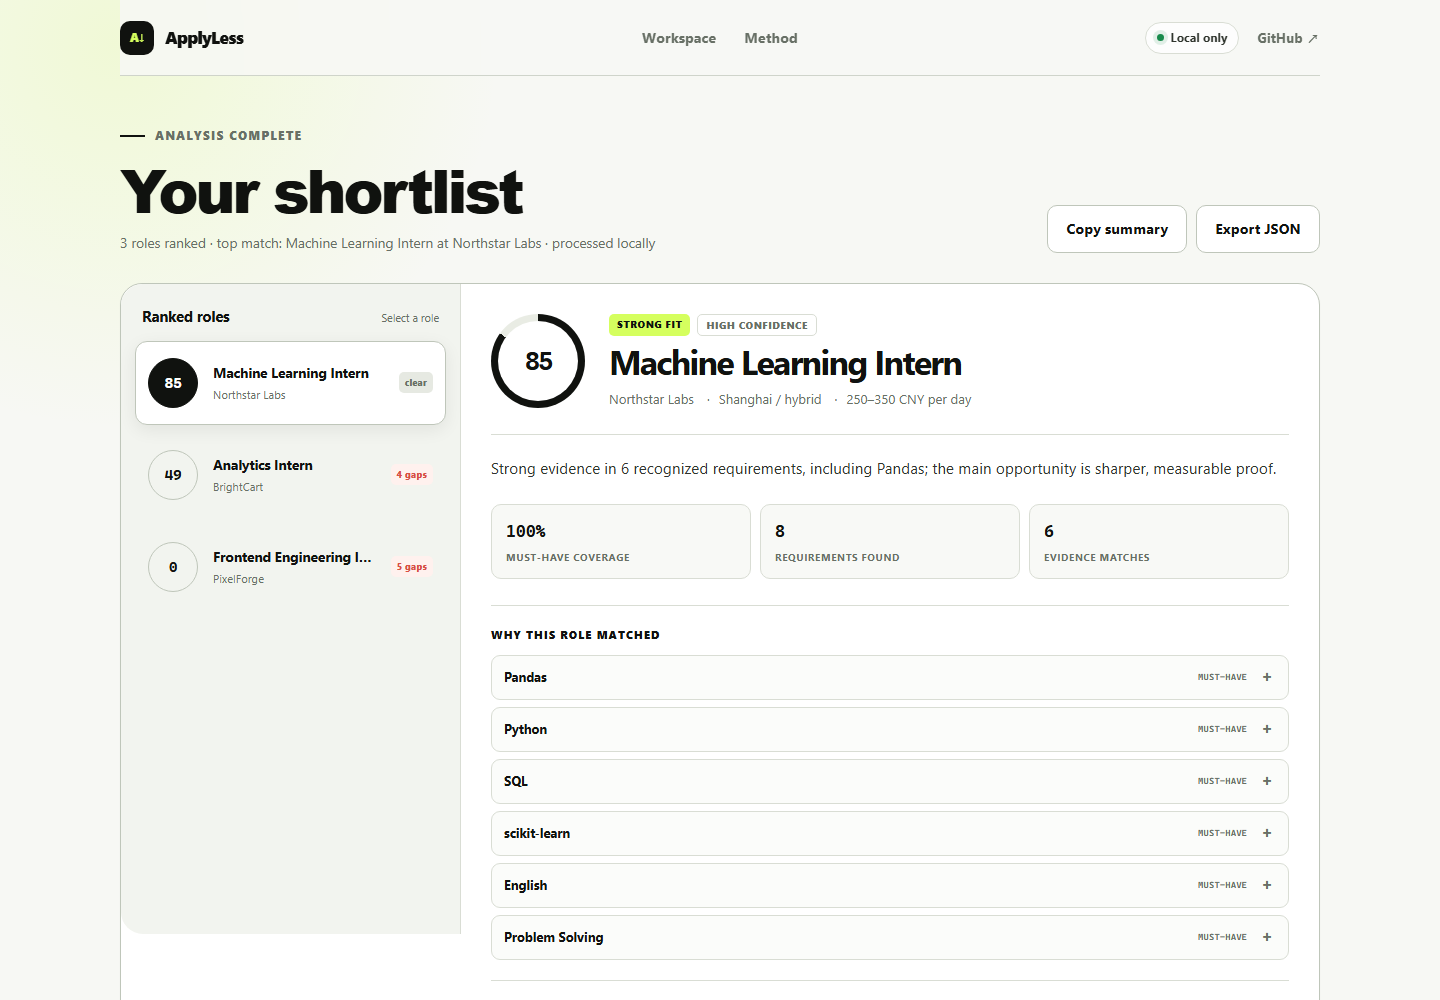 A↓ ApplyLess
Workspace Method
Local only GitHub ↗
ANALYSIS COMPLETE
Your shortlist
3 roles ranked · top match: Machine Learning Intern at Northstar Labs · processed locally
Copy summary Export JSON
Ranked roles Select a role
85 Machine Learning Intern clear
Northstar Labs
49 Analytics Intern 4 gaps
BrightCart
0 Frontend Engineering I... 5 gaps
PixelForge
85
STRONG FIT HIGH CONFIDENCE
Machine Learning Intern
Northstar Labs · Shanghai / hybrid · 250–350 CNY per day
Strong evidence in 6 recognized requirements, including Pandas; the main opportunity is sharper, measurable proof.
100%
MUST-HAVE COVERAGE
8
REQUIREMENTS FOUND
6
EVIDENCE MATCHES
WHY THIS ROLE MATCHED
Pandas MUST-HAVE +
Python MUST-HAVE +
SQL MUST-HAVE +
scikit-learn MUST-HAVE +
English MUST-HAVE +
Problem Solving MUST-HAVE +